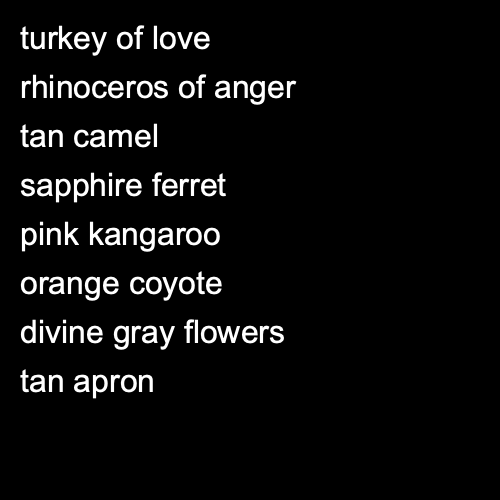 turkey of love
rhinoceros of anger
tan camel
sapphire ferret
pink kangaroo
orange coyote
divine gray flowers
tan apron